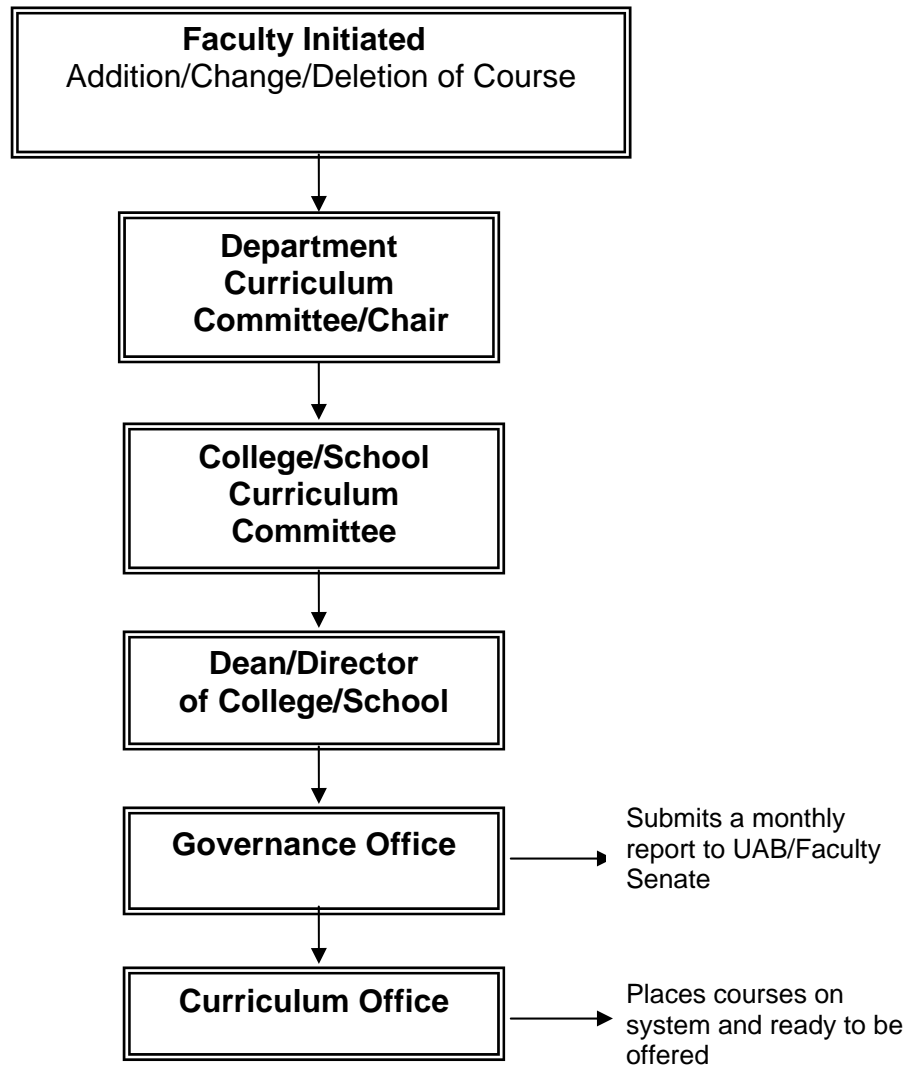 Faculty Initiated
Addition/Change/Deletion of Course
Department
Curriculum
Committee/Chair
College/School
Curriculum
Committee
Dean/Director
of College/School
Governance Office
Submits a monthly
report to UAB/Faculty
Senate
Curriculum Office
Places courses on
system and ready to be
offered